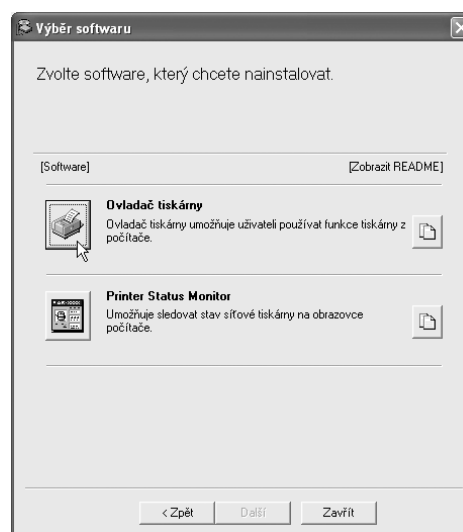 Výběr softwaru
Zvolte software, který chcete nainstalovat.
[Software] [Zobrazit README]
Ovladač tiskárny
Ovladač tiskárny umožňuje uživateli používat funkce tiskárny z
počítače.
Printer Status Monitor
Umožňuje sledovat stav síťové tiskárny na obrazovce
počítače.
< Zpět Další Zavřít